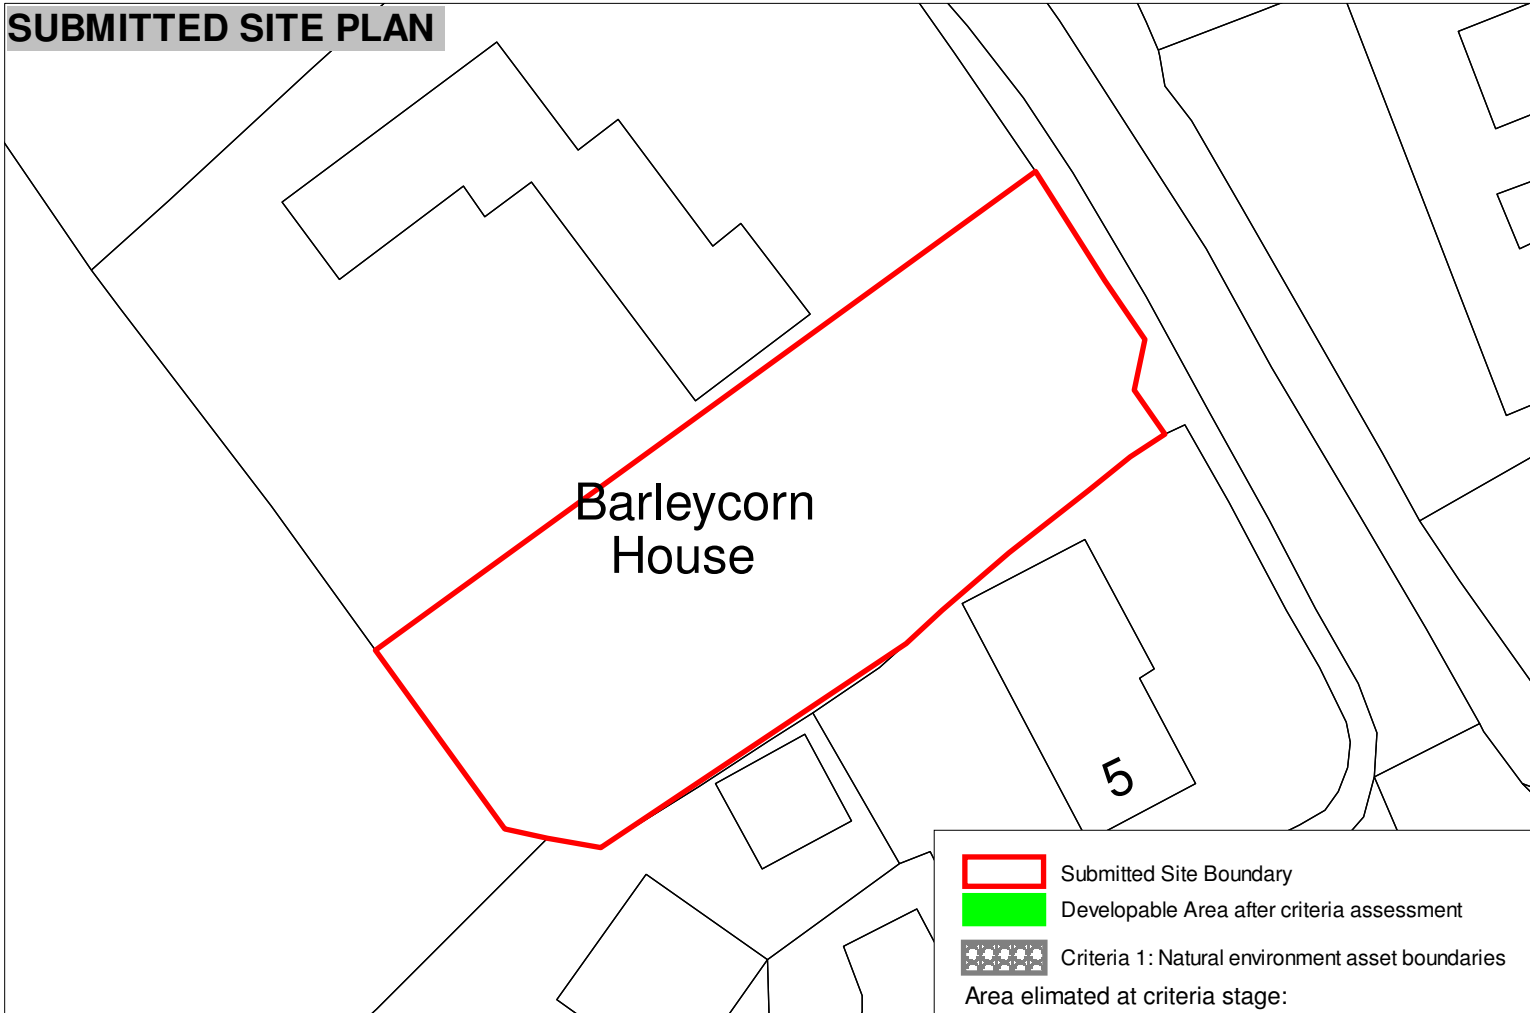 SUBMITTED SITE PLAN
Barleycorn
House
5
Submitted Site Boundary
Developable Area after criteria assessment
Criteria 1: Natural environment asset boundaries
Area elimated at criteria stage: